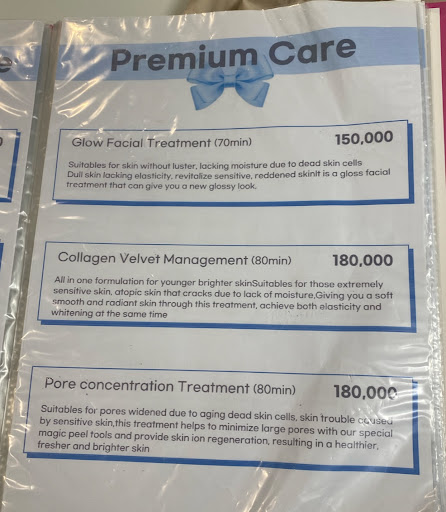 e
Premium Care
Glow Facial Treatment (70min) 150,000
Suitables for skin without luster, lacking moisture due to dead skin cells
Dull skin lacking elasticity, revitalize sensitive, reddened skinIt is a gloss facial
treatment that can give you a new glossy look.
Collagen Velvet Management (80min) 180,000
All in one formulation for younger brighter skinSuitables for those extremely
sensitive skin, atopic skin that cracks due to lack of moisture.Giving you a soft
smooth and radiant skin through this treatment, achieve both elasticity and
whitening at the same time
Pore concentration Treatment (80min) 180,000
Suitables for pores widened due to aging dead skin cells, skin trouble caused
by sensitive skin,this treatment helps to minimize large pores with our special
magic peel tools and provide skin ion regeneration, resulting in a healthier,
fresher and brighter skin